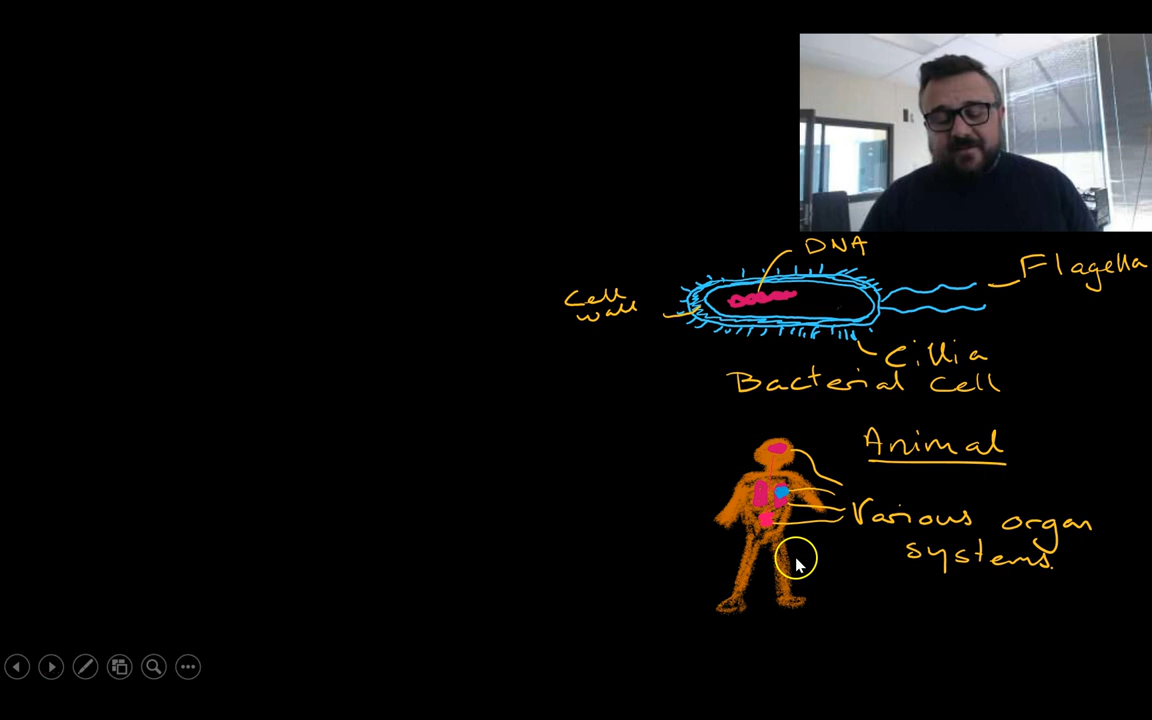 DNA
Flagella
Cell
wall
Cillia
Bacterial Cell
Animal
Various organ
systems.